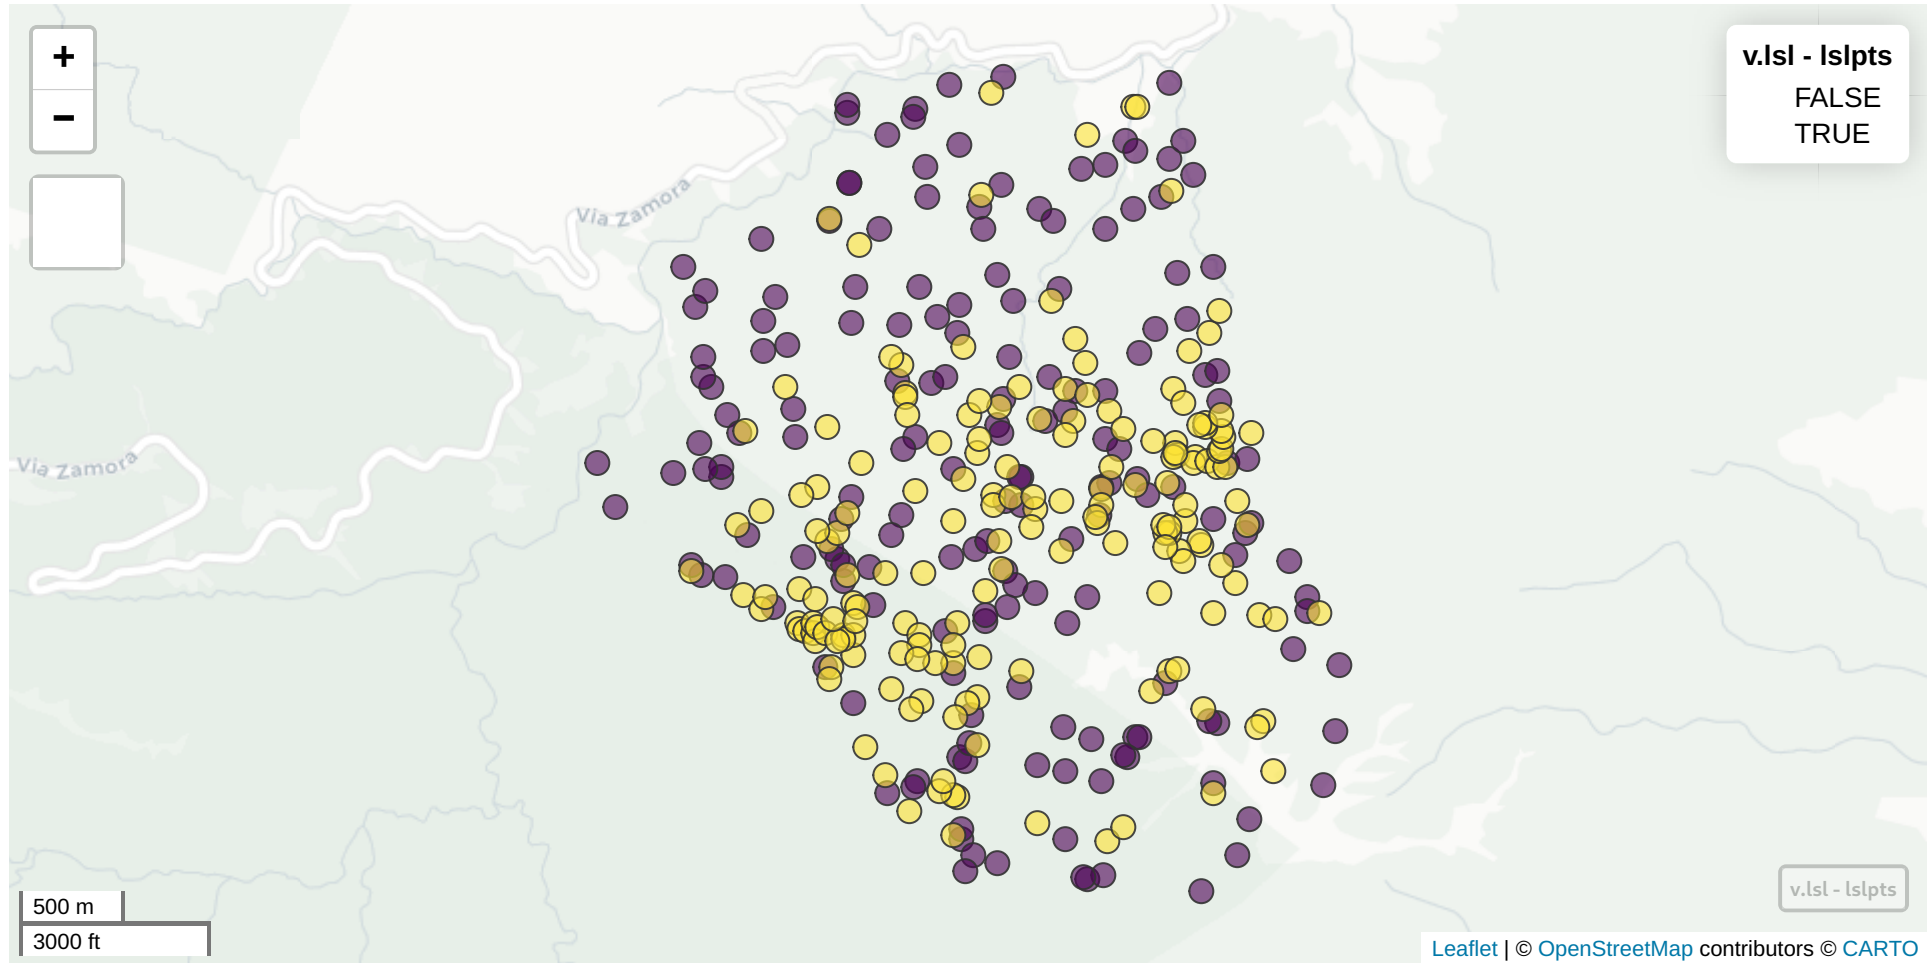 +
−
v.lsl - lslpts
FALSE
TRUE
Via Zamora
Via Zamora
500 m
3000 ft
v.lsl - lslpts
Leaflet | © OpenStreetMap contributors © CARTO